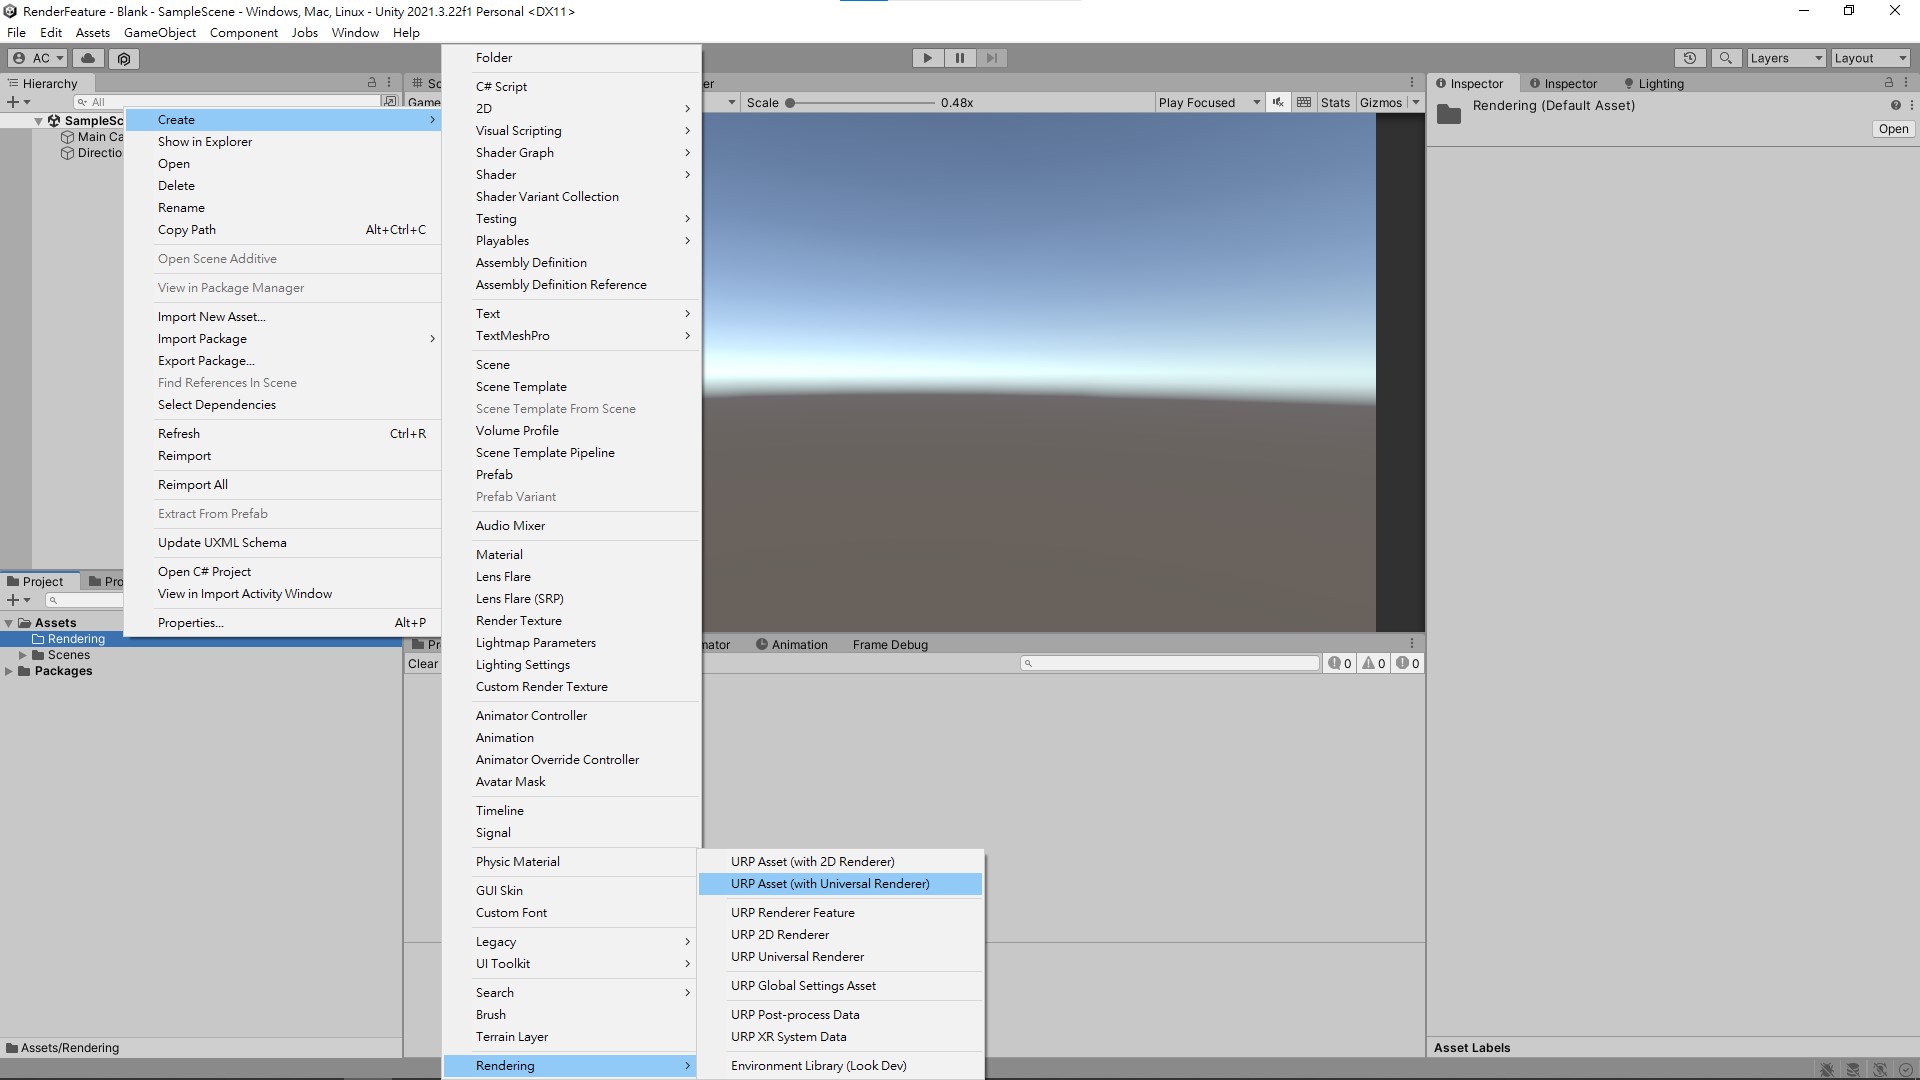 RenderFeature - Blank - SampleScene - Windows, Mac, Linux - Unity 2021.3.22f1 Personal <DX11>
File Edit Assets GameObject Component Jobs Window Help
AC
Layers
Layout
Hierarchy
All
SampleSc
Main Ca
Directio
Sc
er
Game
Scale
0.48x
Play Focused
Stats
Gizmos
Create
Show in Explorer
Open
Delete
Rename
Copy Path Alt+Ctrl+C
Open Scene Additive
View in Package Manager
Import New Asset...
Import Package
Export Package...
Find References In Scene
Select Dependencies
Refresh Ctrl+R
Reimport
Reimport All
Extract From Prefab
Update UXML Schema
Open C# Project
View in Import Activity Window
Properties... Alt+P
Folder
C# Script
2D
Visual Scripting
Shader Graph
Shader
Shader Variant Collection
Testing
Playables
Assembly Definition
Assembly Definition Reference
Text
TextMeshPro
Scene
Scene Template
Scene Template From Scene
Volume Profile
Scene Template Pipeline
Prefab
Prefab Variant
Audio Mixer
Material
Lens Flare
Lens Flare (SRP)
Render Texture
Lightmap Parameters
Lighting Settings
Custom Render Texture
Animator Controller
Animation
Animator Override Controller
Avatar Mask
Timeline
Signal
Physic Material
GUI Skin
Custom Font
Legacy
UI Toolkit
Search
Brush
Terrain Layer
Rendering
URP Asset (with 2D Renderer)
URP Asset (with Universal Renderer)
URP Renderer Feature
URP 2D Renderer
URP Universal Renderer
URP Global Settings Asset
URP Post-process Data
URP XR System Data
Environment Library (Look Dev)
Project
Pro
Assets
Rendering
Scenes
Packages
Assets/Rendering
Pr
mator
Animation
Frame Debug
Clear
0
0
0
Inspector
Inspector
Lighting
Rendering (Default Asset)
Open
Asset Labels